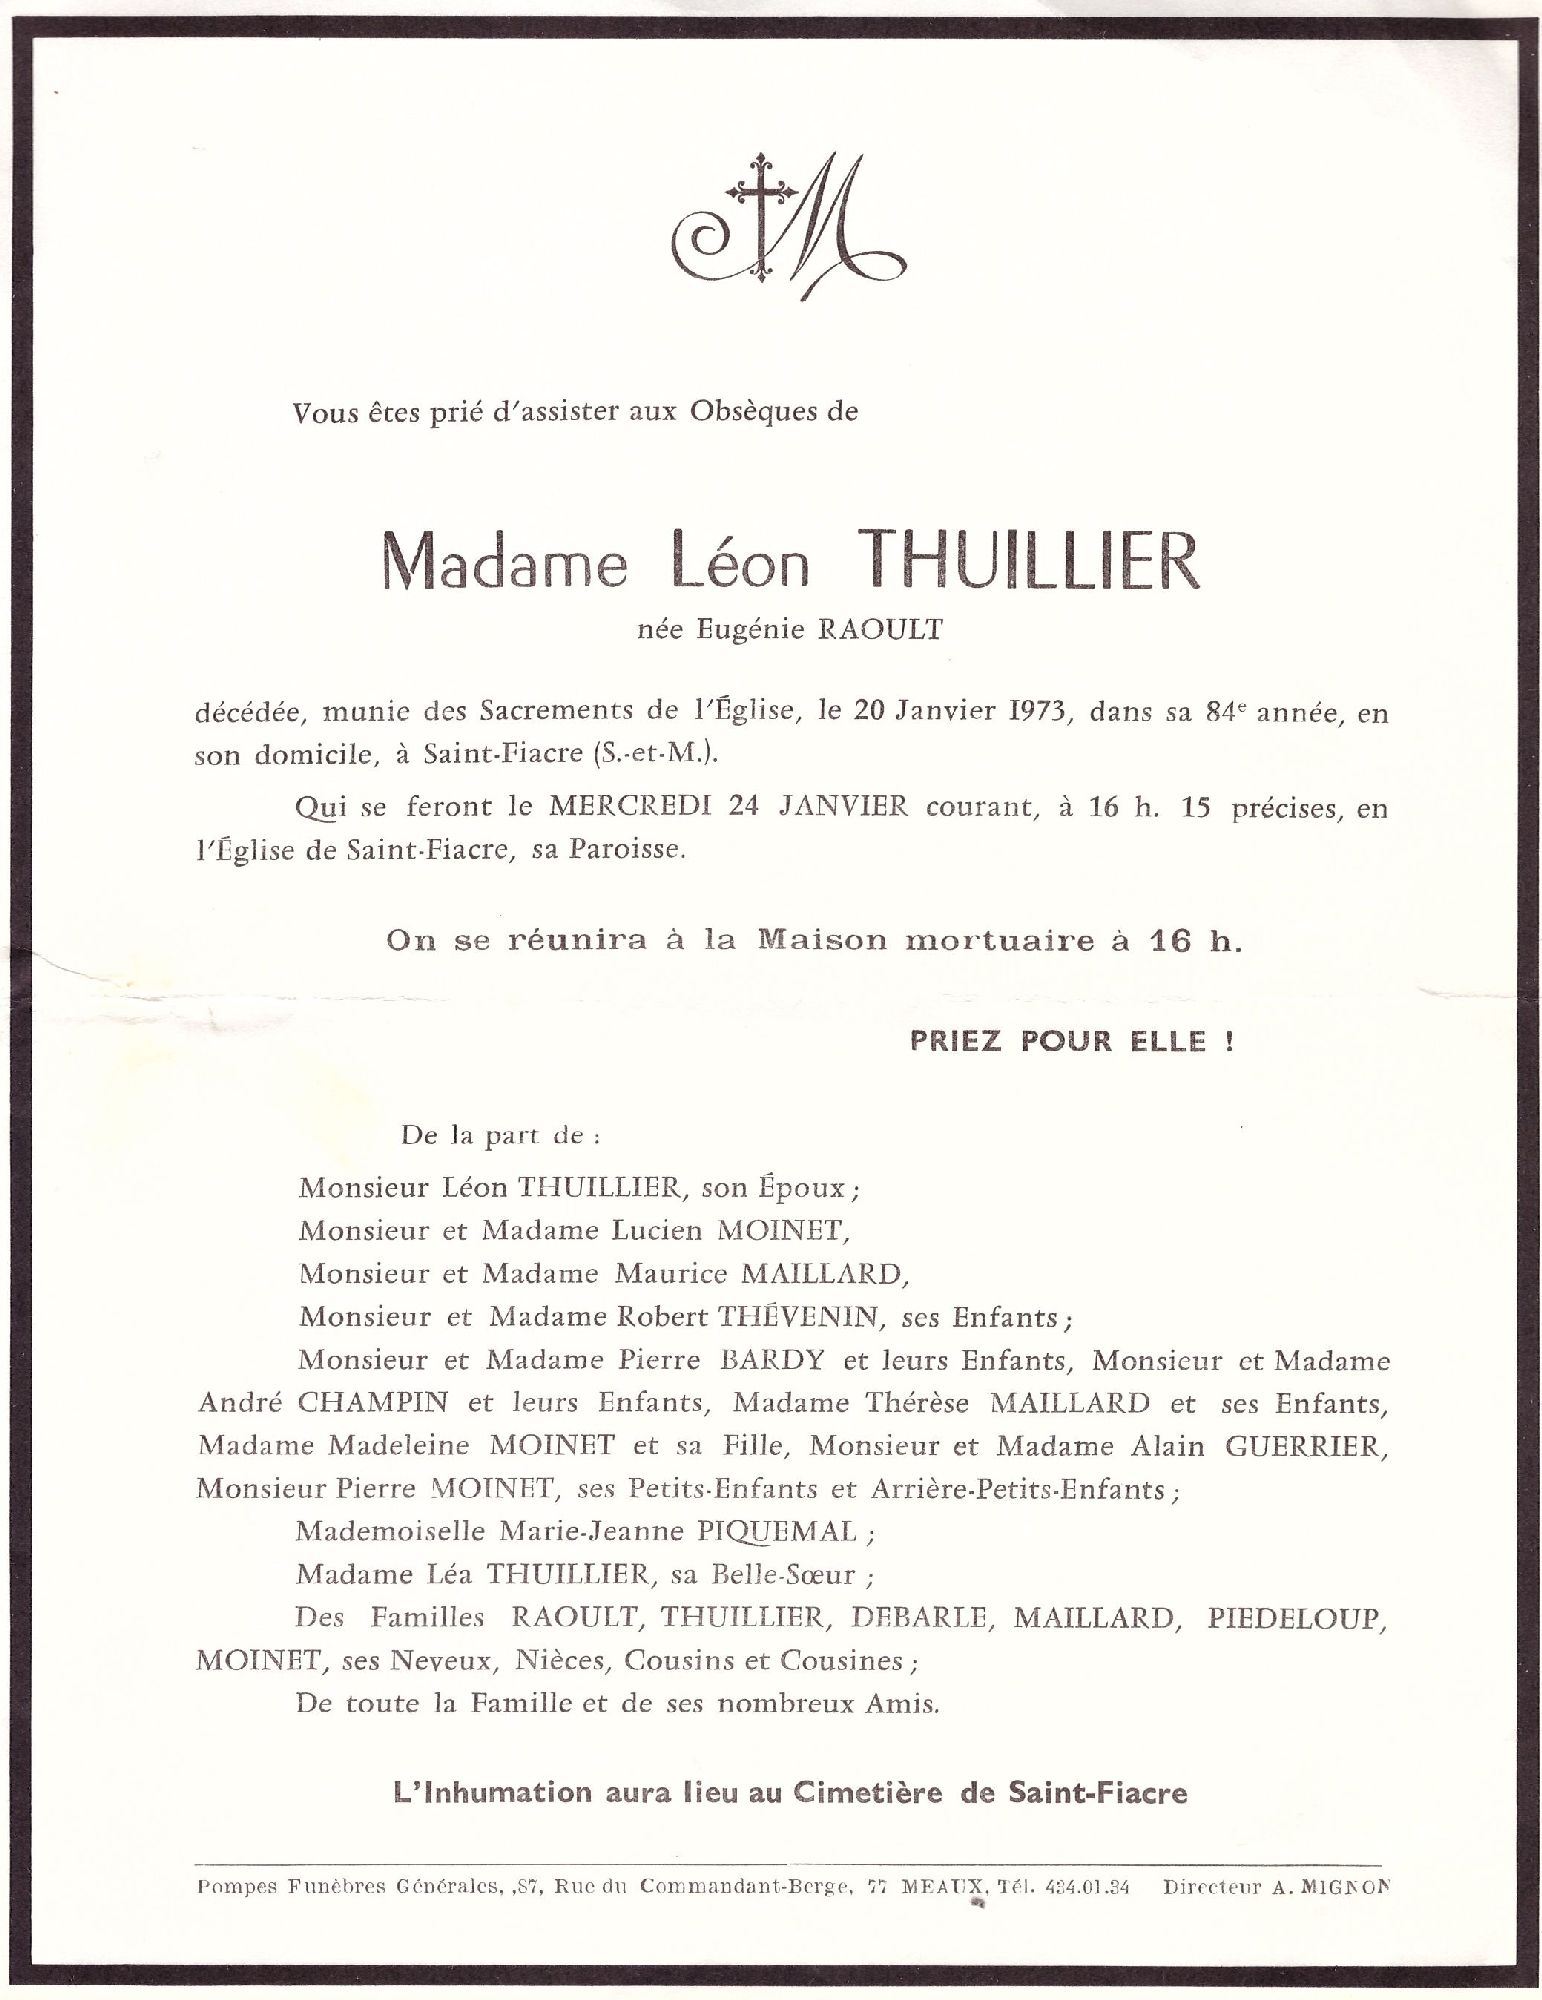 M
Vous êtes prié d'assister aux Obsèques de
Madame Léon THUILLIER
née Eugénie RAOULT
décédée, munie des Sacrements de l'Église, le 20 Janvier 1973, dans sa 84e année, en
son domicile, à Saint-Fiacre (S.-et-M.).
Qui se feront le MERCREDI 24 JANVIER courant, à 16 h. 15 précises, en
l'Église de Saint-Fiacre, sa Paroisse.
On se réunira à la Maison mortuaire à 16 h.
PRIEZ POUR ELLE !
De la part de :
Monsieur Léon THUILLIER, son Époux ;
Monsieur et Madame Lucien MOINET,
Monsieur et Madame Maurice MAILLARD,
Monsieur et Madame Robert THÉVENIN, ses Enfants ;
Monsieur et Madame Pierre BARDY et leurs Enfants, Monsieur et Madame
André CHAMPIN et leurs Enfants, Madame Thérèse MAILLARD et ses Enfants,
Madame Madeleine MOINET et sa Fille, Monsieur et Madame Alain GUERRIER,
Monsieur Pierre MOINET, ses Petits-Enfants et Arrière-Petits-Enfants ;
Mademoiselle Marie-Jeanne PIQUEMAL ;
Madame Léa THUILLIER, sa Belle-Sœur ;
Des Familles RAOULT, THUILLIER, DEBARLE, MAILLARD, PIEDELOUP,
MOINET, ses Neveux, Nièces, Cousins et Cousines ;
De toute la Famille et de ses nombreux Amis.
L'Inhumation aura lieu au Cimetière de Saint-Fiacre
Pompes Funèbres Générales, ,87, Rue du Commandant-Berge, 77 MEAUX, Tél. 434.01.34 Directeur A. MIGNON